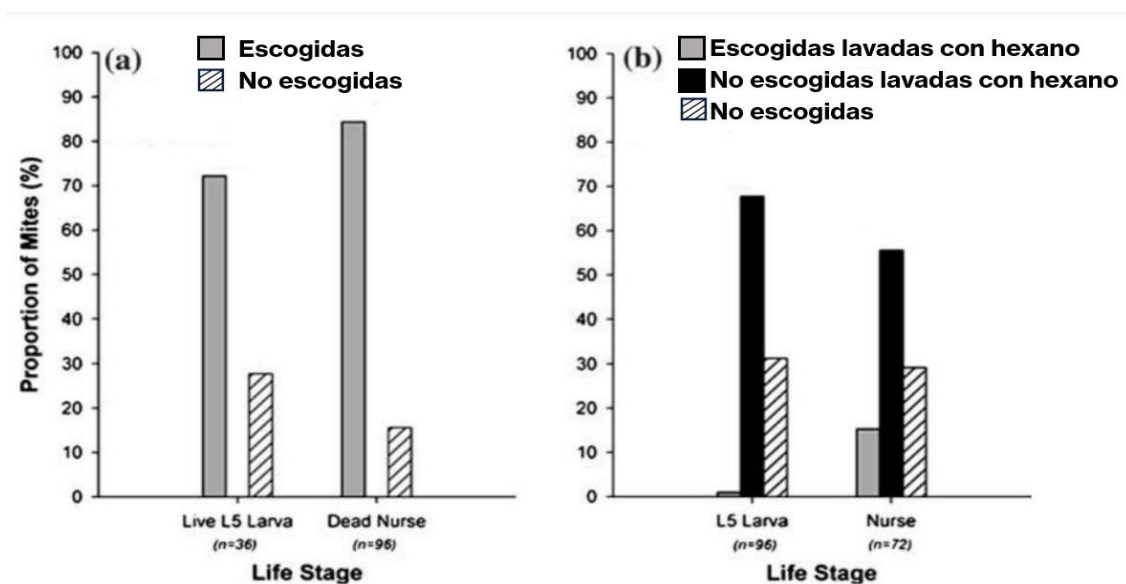 (a)
Escogidas
No escogidas
Proportion of Mites (%)
100
90
80
70
60
50
40
30
20
10
0
Live L5 Larva
(n=36)
Dead Nurse
(n=96)
Life Stage
(b)
Escogidas lavadas con hexano
No escogidas lavadas con hexano
No escogidas
100
90
80
70
60
50
40
30
20
10
0
L5 Larva
(n=96)
Nurse
(n=72)
Life Stage